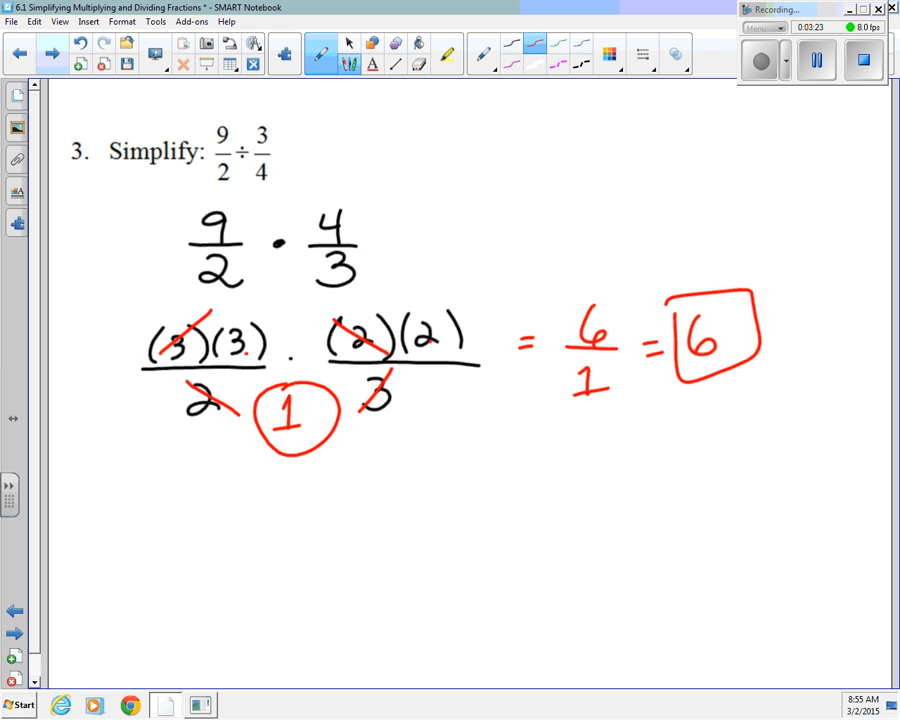 6.1 Simplifying Multiplying and Dividing Fractions * - SMART Notebook
Recording...
File Edit View Insert Format Tools Add-ons Help
Menu
0:03:23
8.0 fps
A
3. Simplify: 9/2 ÷ 3/4
9/2 · 4/3
(3)(3.)/2 · (2)(2)/3 = 6/1 = 6
1
Start
8:55 AM
3/2/2015